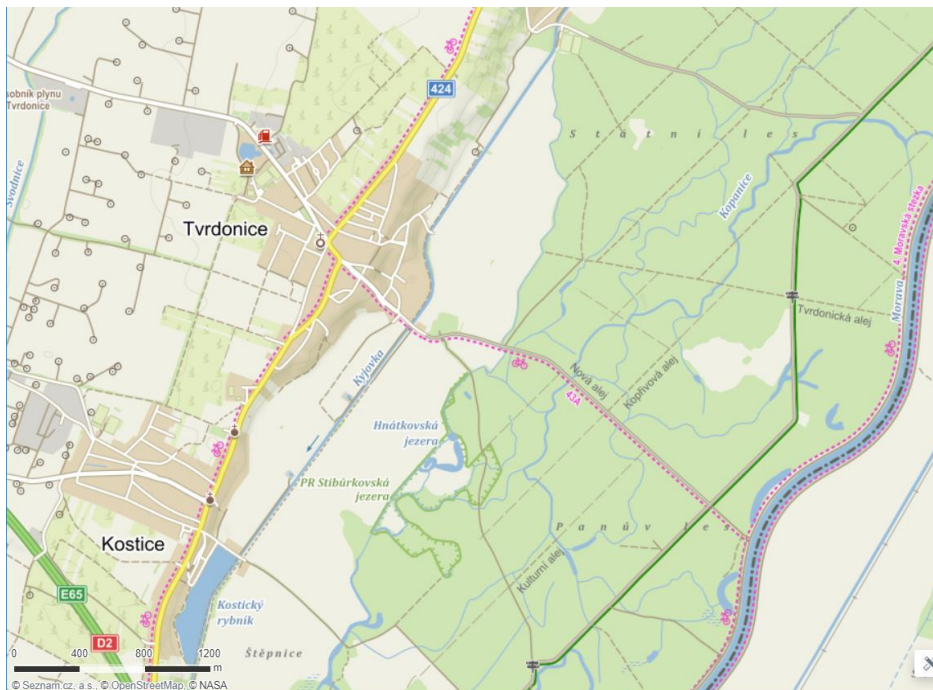 424
sobník plynu
Tvrdonice
Státní les
Svodnice
Kopanice
Tvrdonice
4. Moravská stezka
Morava
Tvrdonická alej
Kyjovka
Nová alej
Kopřivová alej
43A
Hnátkovská
jezera
PR Stibůrkovská
jezera
Panův les
Kostice
Kulturní alej
E65
Kostický
rybník
D2
Štěpnice
0 400 800 1200
m
© Seznam.cz, a.s., © OpenStreetMap, © NASA